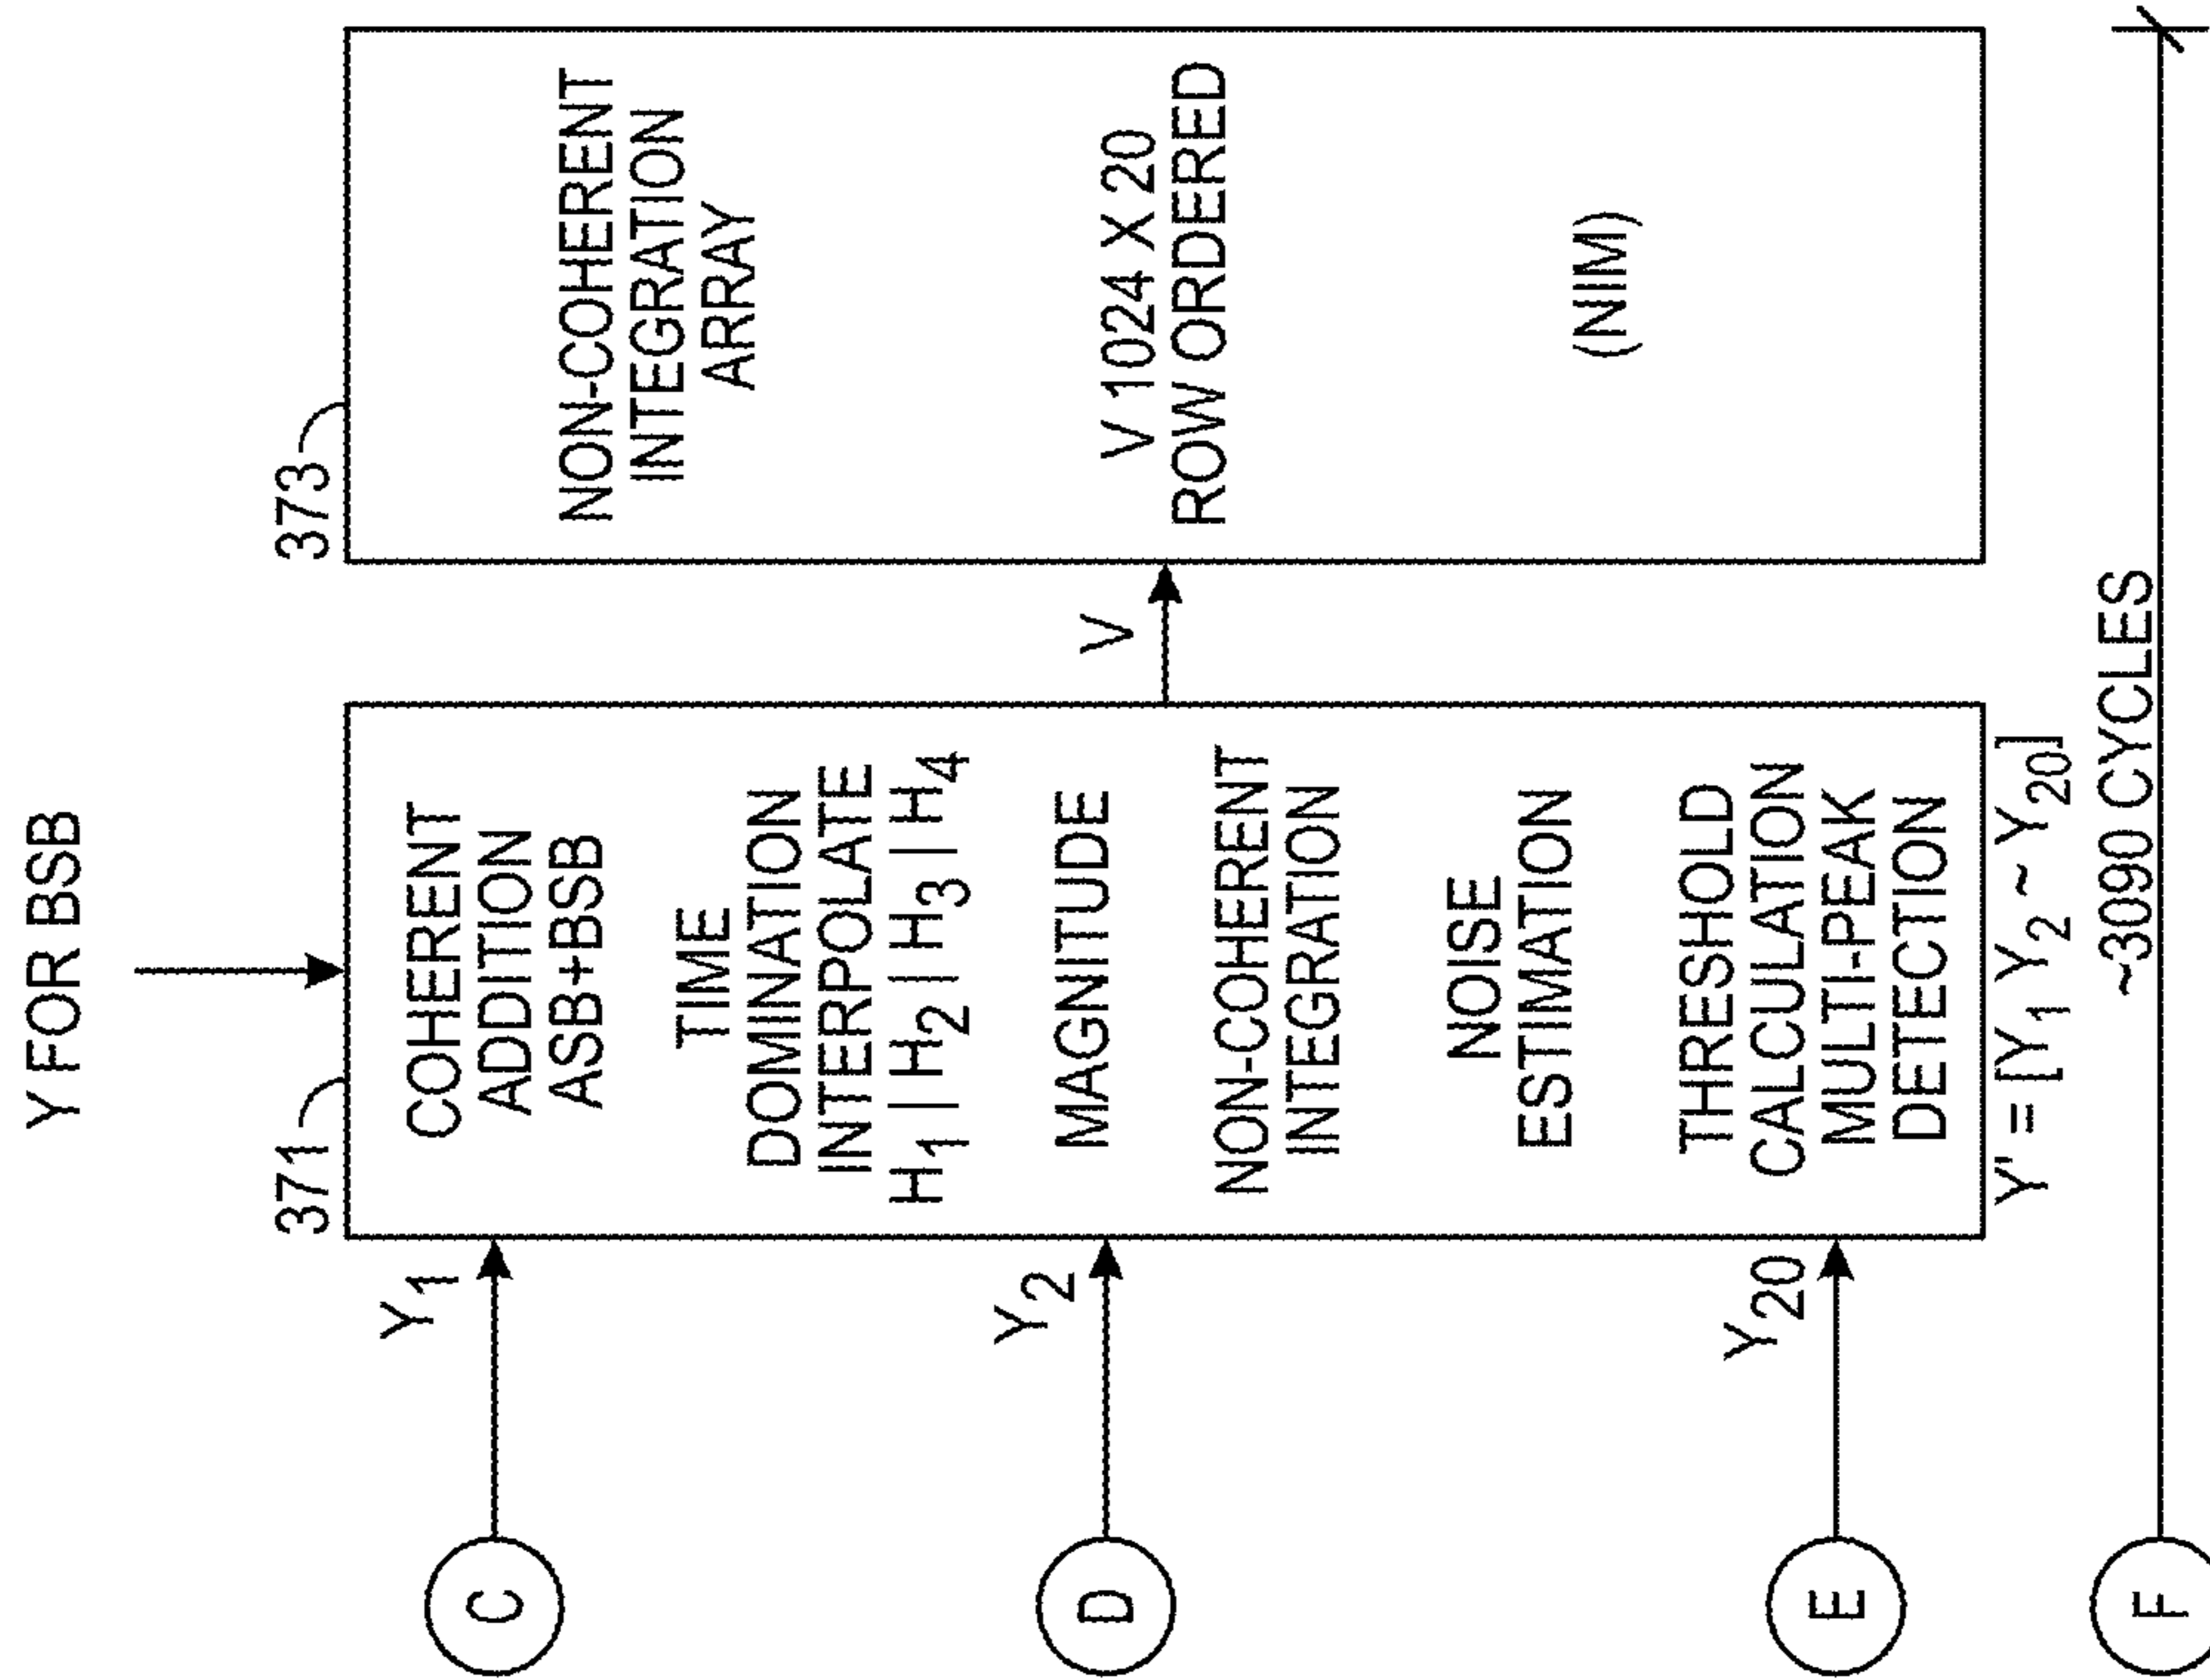 Y FOR BSB
371
COHERENT
ADDITION
ASB+BSB
TIME
DOMINATION
INTERPOLATE
H1 | H2 | H3 | H4
MAGNITUDE
NON-COHERENT
INTEGRATION
NOISE
ESTIMATION
THRESHOLD
CALCULATION
MULTI-PEAK
DETECTION
Y' = [Y1 Y2 ~ Y20]
C
Y1
D
Y2
E
Y20
V
373
NON-COHERENT
INTEGRATION
ARRAY
V 1024 X 20
ROW ORDERED
(NIM)
F
~3090 CYCLES